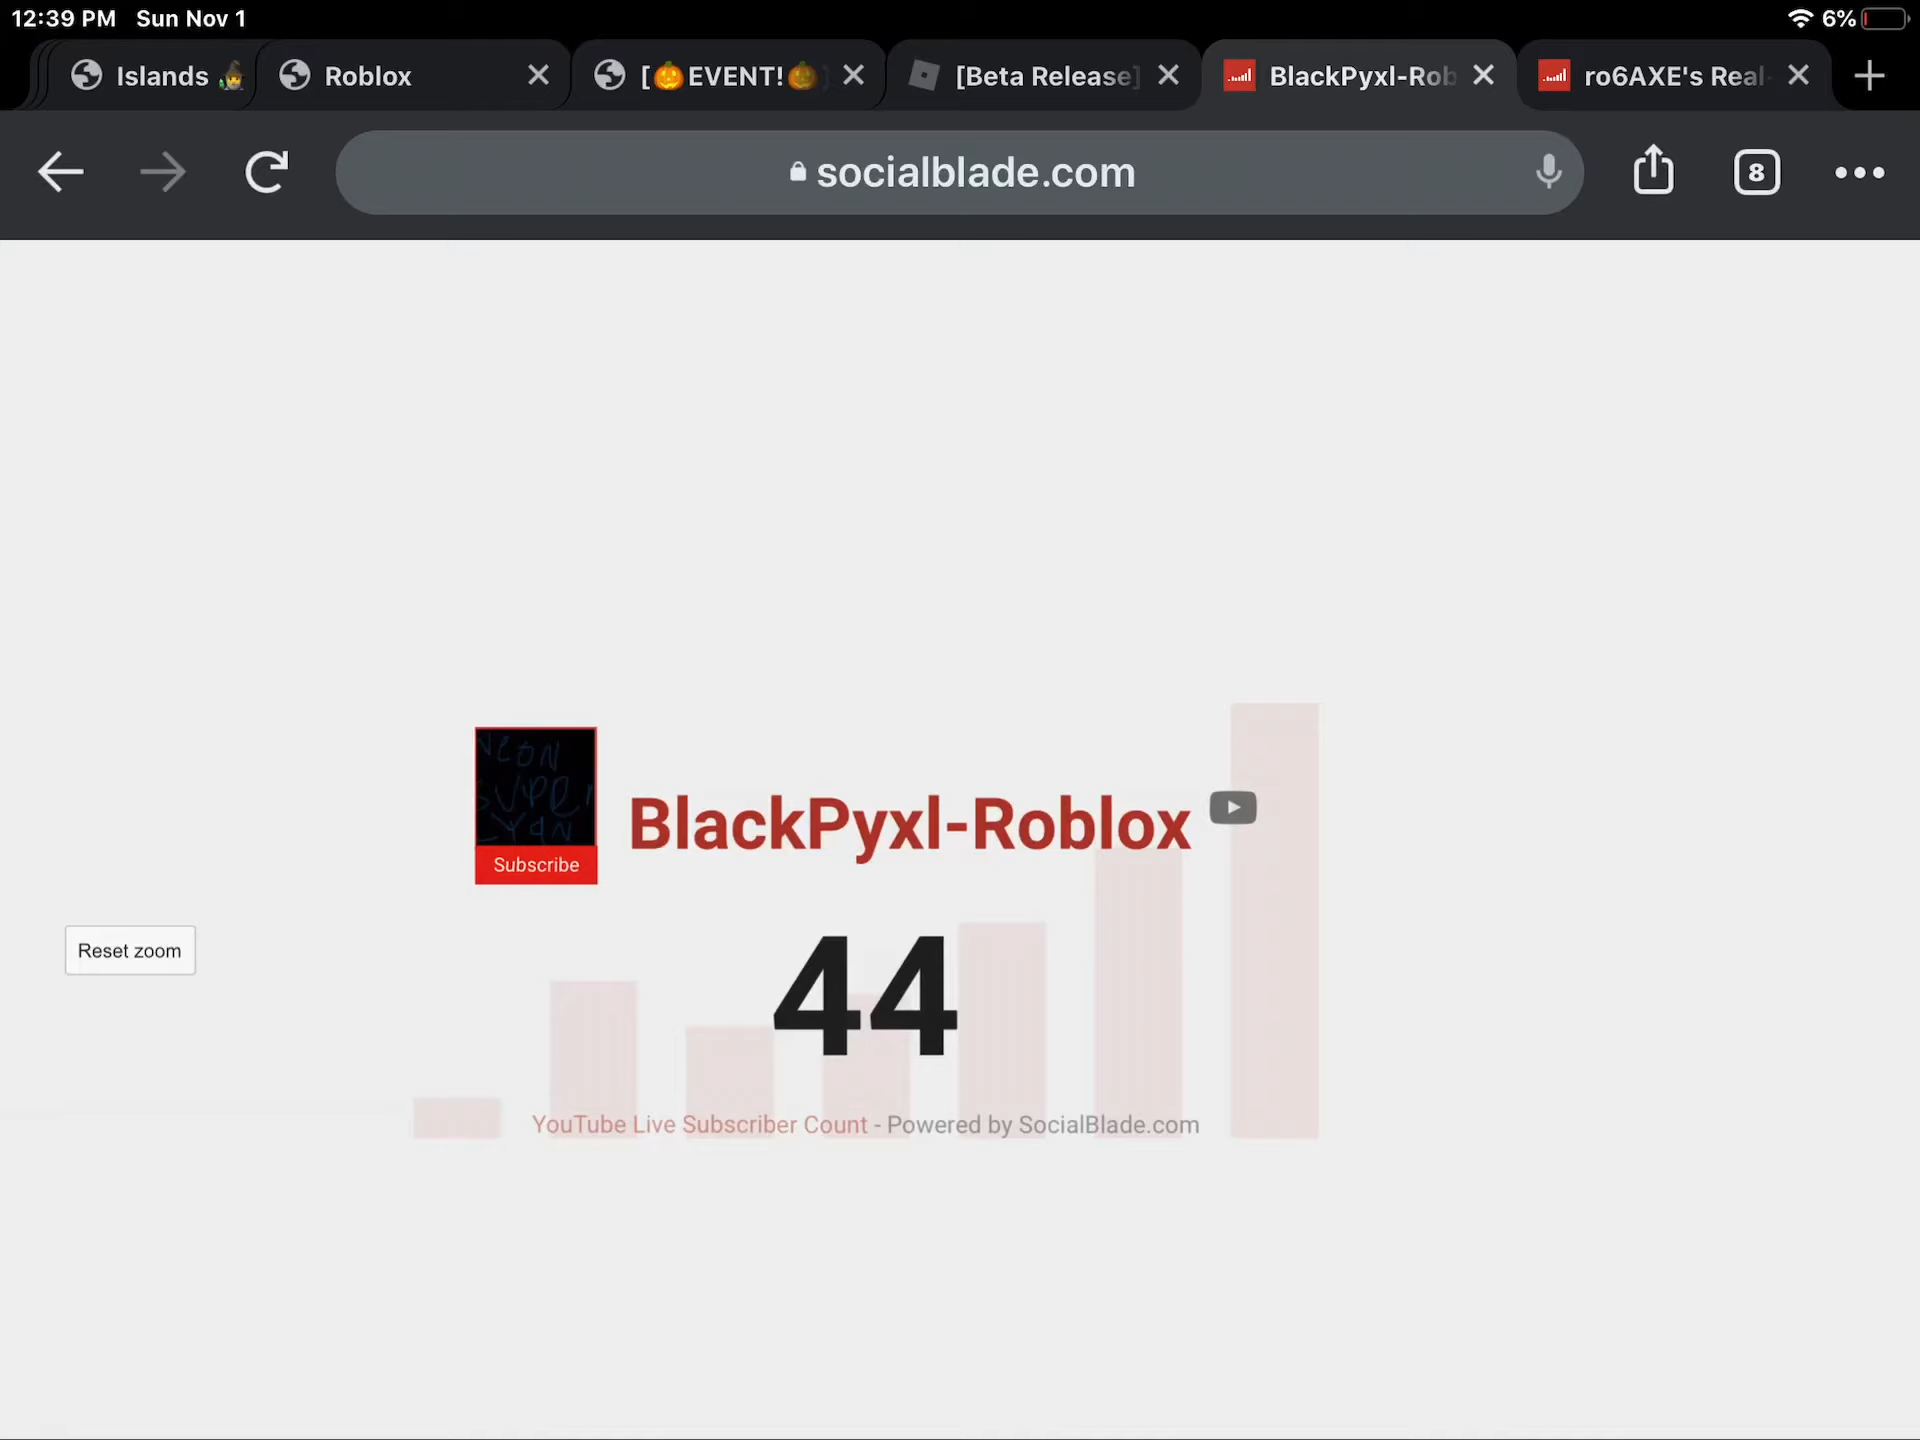 12:39 PM Sun Nov 1
6%
Islands
Roblox
[🎃EVENT!🎃]
[Beta Release]
BlackPyxl-Rob
ro6AXE's Real-
socialblade.com
8
NEON
Subscribe
BlackPyxl-Roblox
Reset zoom
44
YouTube Live Subscriber Count - Powered by SocialBlade.com